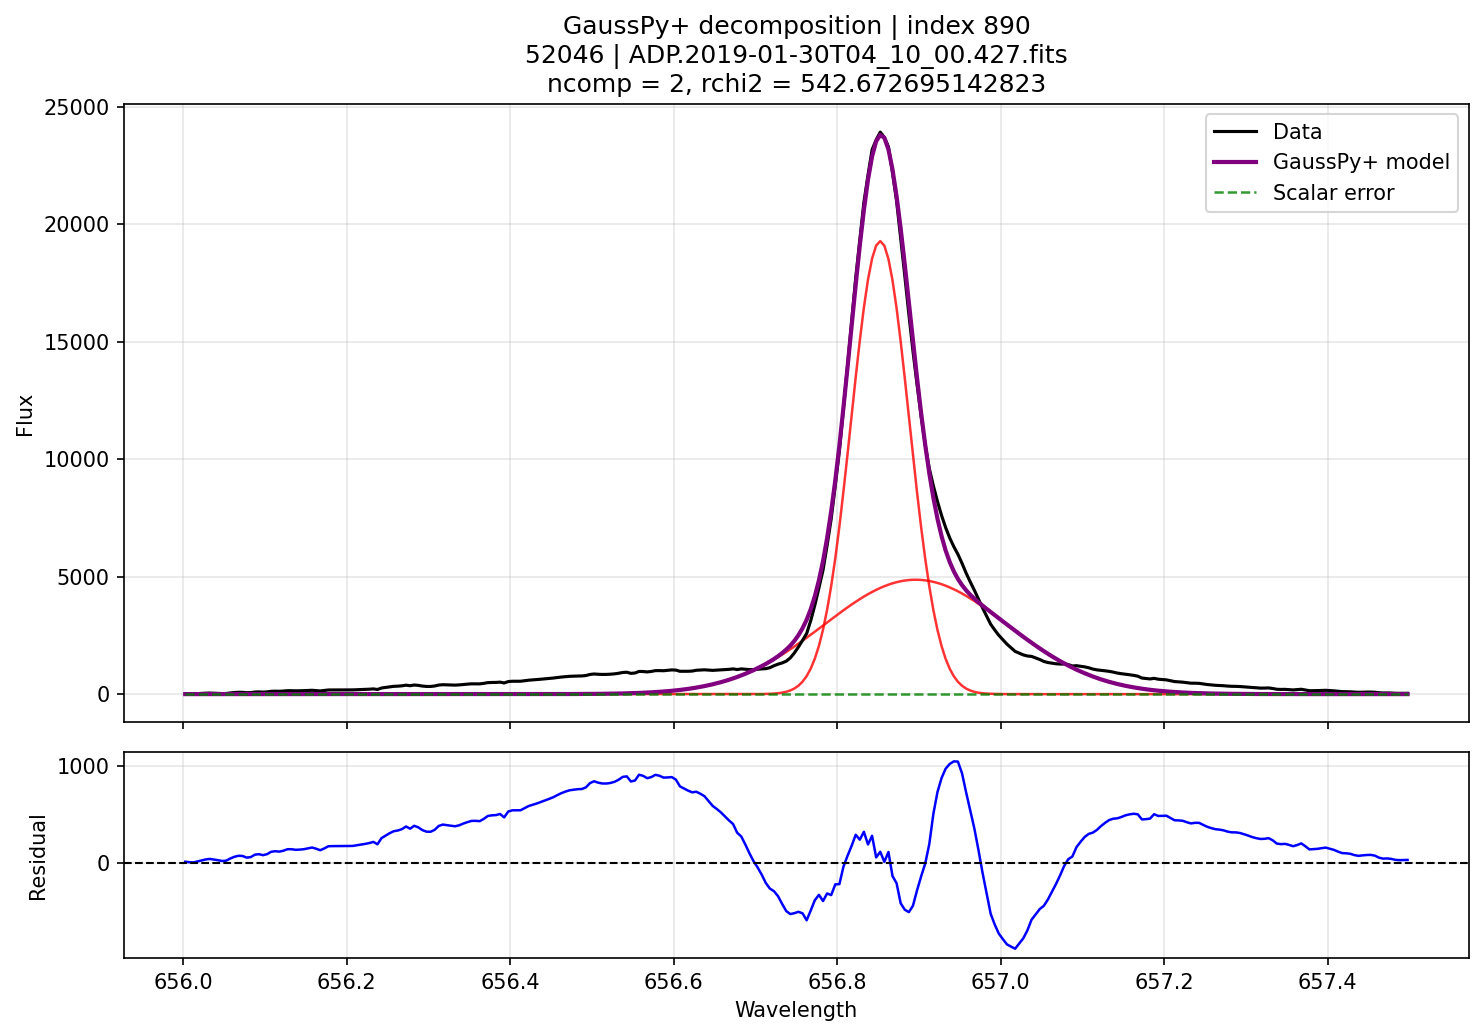 GaussPy+ decomposition | index 890
52046 | ADP.2019-01-30T04_10_00.427.fits
ncomp = 2, rchi2 = 542.672695142823
25000
20000
15000
10000
5000
0
Flux
Data
GaussPy+ model
Scalar error
1000
0
Residual
656.0 656.2 656.4 656.6 656.8 657.0 657.2 657.4
Wavelength